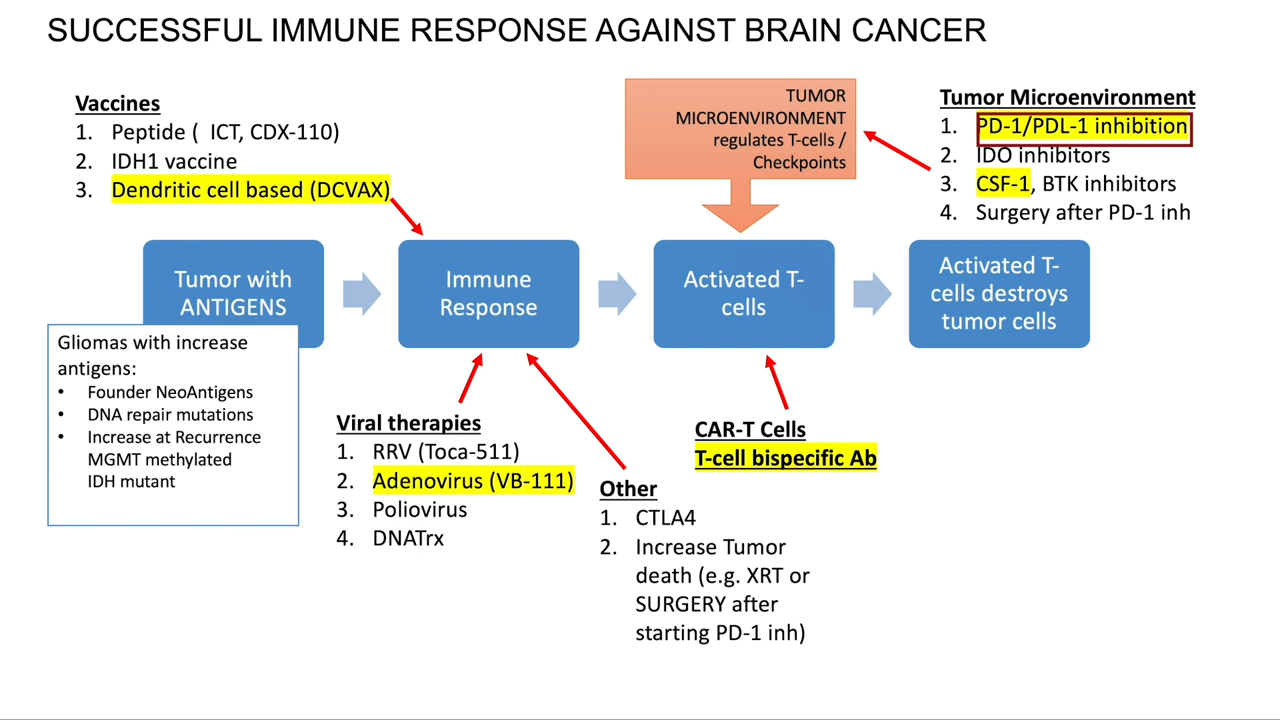 SUCCESSFUL IMMUNE RESPONSE AGAINST BRAIN CANCER
Vaccines
1. Peptide ( ICT, CDX-110)
2. IDH1 vaccine
3. Dendritic cell based (DCVAX)
TUMOR
MICROENVIRONMENT
regulates T-cells /
Checkpoints
Tumor Microenvironment
1. PD-1/PDL-1 inhibition
2. IDO inhibitors
3. CSF-1, BTK inhibitors
4. Surgery after PD-1 inh
Tumor with
ANTIGENS
Immune
Response
Activated T-
cells
Activated T-
cells destroys
tumor cells
Gliomas with increase
antigens:
• Founder NeoAntigens
• DNA repair mutations
• Increase at Recurrence
MGMT methylated
IDH mutant
Viral therapies
1. RRV (Toca-511)
2. Adenovirus (VB-111)
3. Poliovirus
4. DNATrx
Other
1. CTLA4
2. Increase Tumor
death (e.g. XRT or
SURGERY after
starting PD-1 inh)
CAR-T Cells
T-cell bispecific Ab